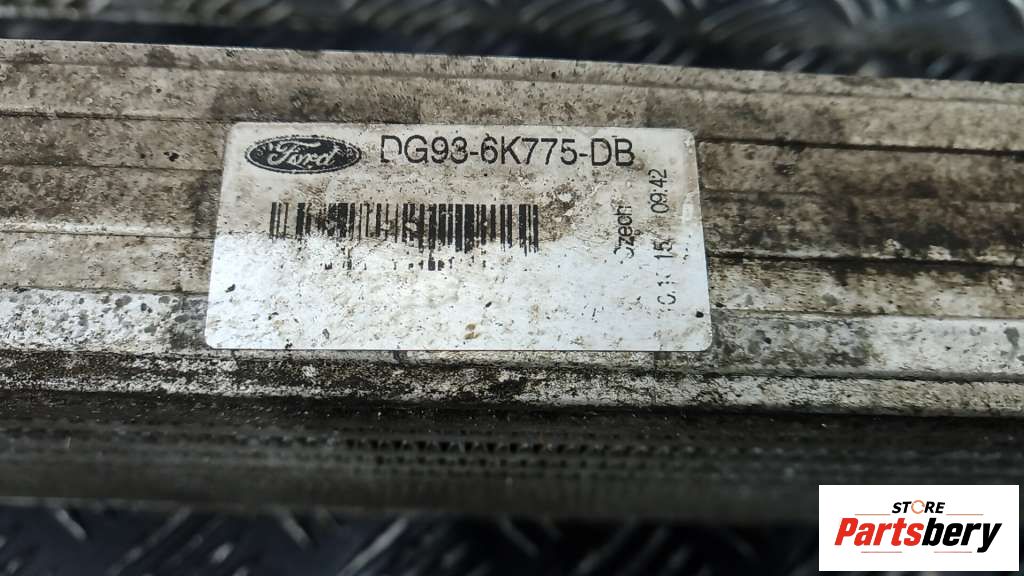 Ford
DG93-6K775-DB
Czech
15 09:42
STORE
Partsbery